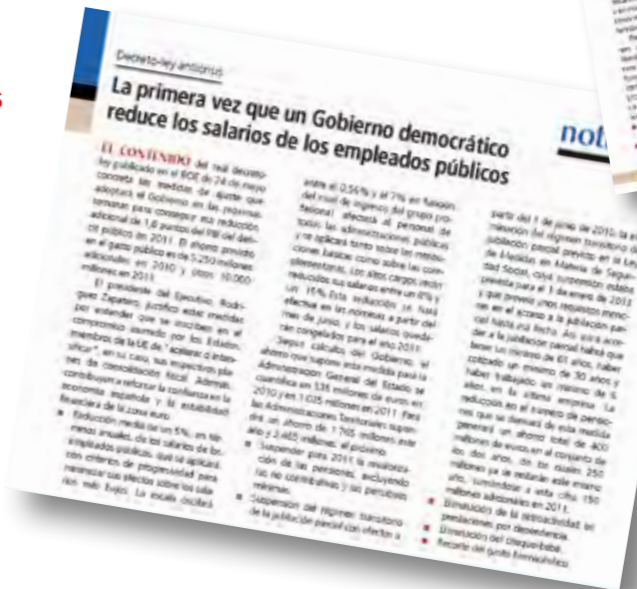 Decreto-ley antisrisis
La primera vez que un Gobierno democrático
reduce los salarios de los empleados públicos
EL CONTENIDO del real decreto-
ley publicado en el BOE de 24 de mayo
concreta las medidas de ajuste que
adoptará el Gobierno en las próximas
semanas para conseguir esa reducción
adicional de 1,6 puntos del PIB del défi-
cit público en 2011. El ahorro previsto
en el gasto público es de 5.250 millones
adicionales en 2010 y otros 10.000
millones en 2011.
El presidente del Ejecutivo, Rodrí-
guez Zapatero, justificó estas medidas
por entender que se inscriben en el
compromiso asumido por los Estados
miembros de la UE de "acelerar o inten-
sificar", en su caso, sus respectivos pla-
nes de consolidación fiscal. Además,
contribuyen a reforzar la confianza en la
economía española y la estabilidad
financiera de la zona euro.
■ Reducción media de un 5%, en tér-
minos anuales, de los salarios de los
empleados públicos, que se aplicará
con criterios de progresividad para
minimizar sus efectos sobre los sala-
rios más bajos. La escala oscilará
entre el 0,56% y el 7% en función
del nivel de ingresos del grupo pro-
fesional, afectará al personal de
todas las administraciones públicas
y se aplicará tanto sobre las retribu-
ciones básicas como sobre las com-
plementarias. Los altos cargos verán
reducidos sus salarios entre un 8% y
un 15%. Esta reducción se hará
efectiva en las nóminas a partir del
mes de junio, y los salarios queda-
rán congelados para el año 2011.
Según cálculos del Gobierno, el
ahorro que supone esta medida para la
Administración General del Estado se
cuantifica en 535 millones de euros en
2010 y en 1.025 millones en 2011. Para
las Administraciones Territoriales supon-
drá un ahorro de 1.765 millones este
año y 3.465 millones, el próximo.
■ Suspender para 2011 la revaloriza-
ción de las pensiones, excluyendo
las no contributivas y las pensiones
mínimas.
■ Suspensión del régimen transitorio
de la jubilación parcial con efectos a
not
partir del 1 de junio de 2010, la
minación del régimen transitorio de
jubilación parcial previsto en la Ley
de Medidas en Materia de Seguri-
dad Social, cuya suspensión estaba
prevista para el 1 de enero de 2013
y que preveía unos requisitos meno-
res en el acceso a la jubilación par-
cial hasta esa fecha. Así, para acce-
der a la jubilación parcial habrá que
tener un mínimo de 61 años, haber
cotizado un mínimo de 30 años y
haber trabajado un mínimo de 6
años en la última empresa. La
reducción en el número de pensio-
nes que se derivará de esta medida
generará un ahorro total de 400
millones de euros en el conjunto de
los dos años, de los cuales 250
millones ya se restarán este mismo
año, sumándose a esta cifra 150
millones adicionales en 2011.
■ Eliminación de la retroactividad en
prestaciones por dependencia.
■ Eliminación del cheque-bebé.
■ Recorte del gasto farmacéutico.